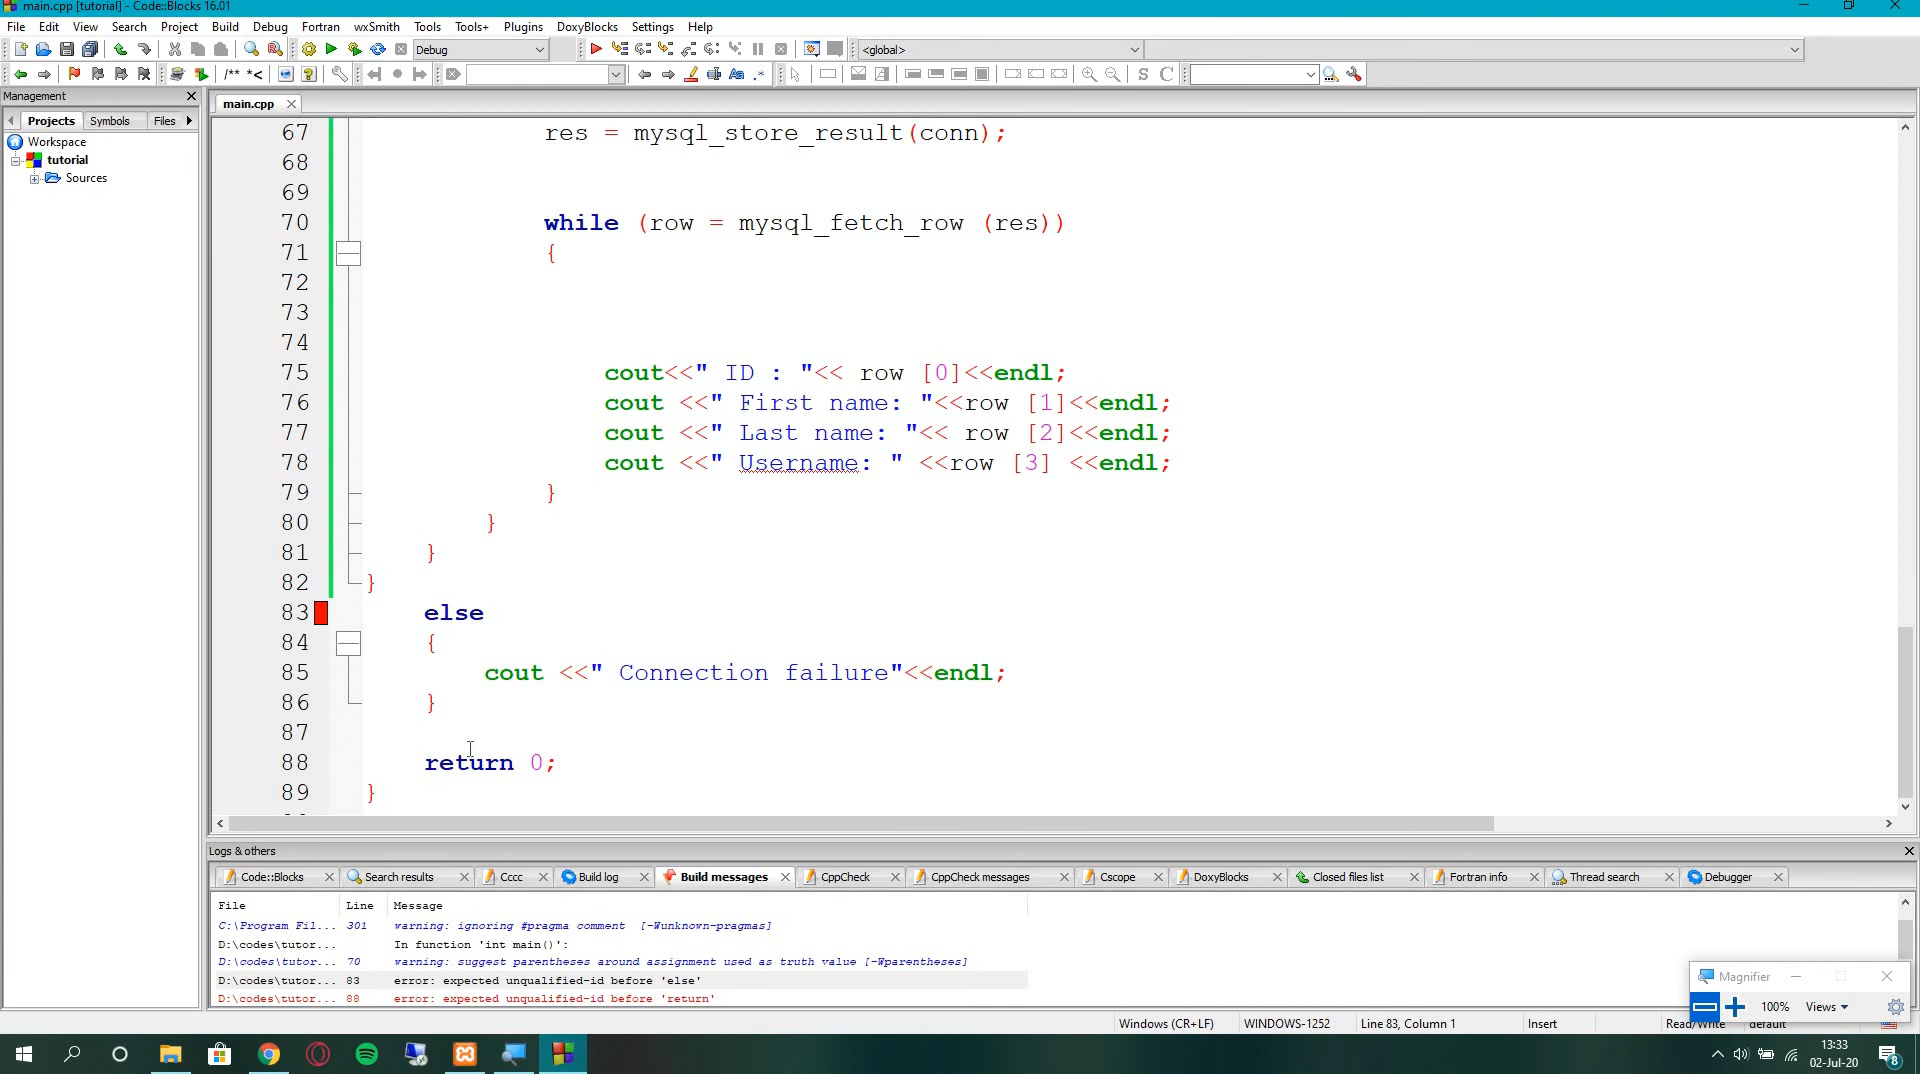 main.cpp [tutorial] - Code::Blocks 16.01
File Edit View Search Project Build Debug Fortran wxSmith Tools Tools+ Plugins DoxyBlocks Settings Help
Debug
<global>
/** *<
Aa .*
S C
Management
main.cpp
Projects Symbols Files
Workspace
tutorial
Sources
67 res = mysql_store_result(conn);
68
69
70 while (row = mysql_fetch_row (res))
71 {
72
73
74
75 cout<<" ID : "<< row [0]<<endl;
76 cout <<" First name: "<<row [1]<<endl;
77 cout <<" Last name: "<< row [2]<<endl;
78 cout <<" Username: " <<row [3] <<endl;
79 }
80 }
81 }
82 }
83 else
84 {
85 cout <<" Connection failure"<<endl;
86 }
87
88 return 0;
89 }
Logs & others
Code::Blocks Search results Cccc Build log Build messages CppCheck CppCheck messages Cscope DoxyBlocks Closed files list Fortran info Thread search Debugger
File Line Message
C:\Program Fil... 301 warning: ignoring #pragma comment [-Wunknown-pragmas]
D:\codes\tutor... In function 'int main()':
D:\codes\tutor... 70 warning: suggest parentheses around assignment used as truth value [-Wparentheses]
D:\codes\tutor... 83 error: expected unqualified-id before 'else'
D:\codes\tutor... 88 error: expected unqualified-id before 'return'
Magnifier
100% Views
Windows (CR+LF) WINDOWS-1252 Line 83, Column 1 Insert Read/Write default
13:33
02-Jul-20
8